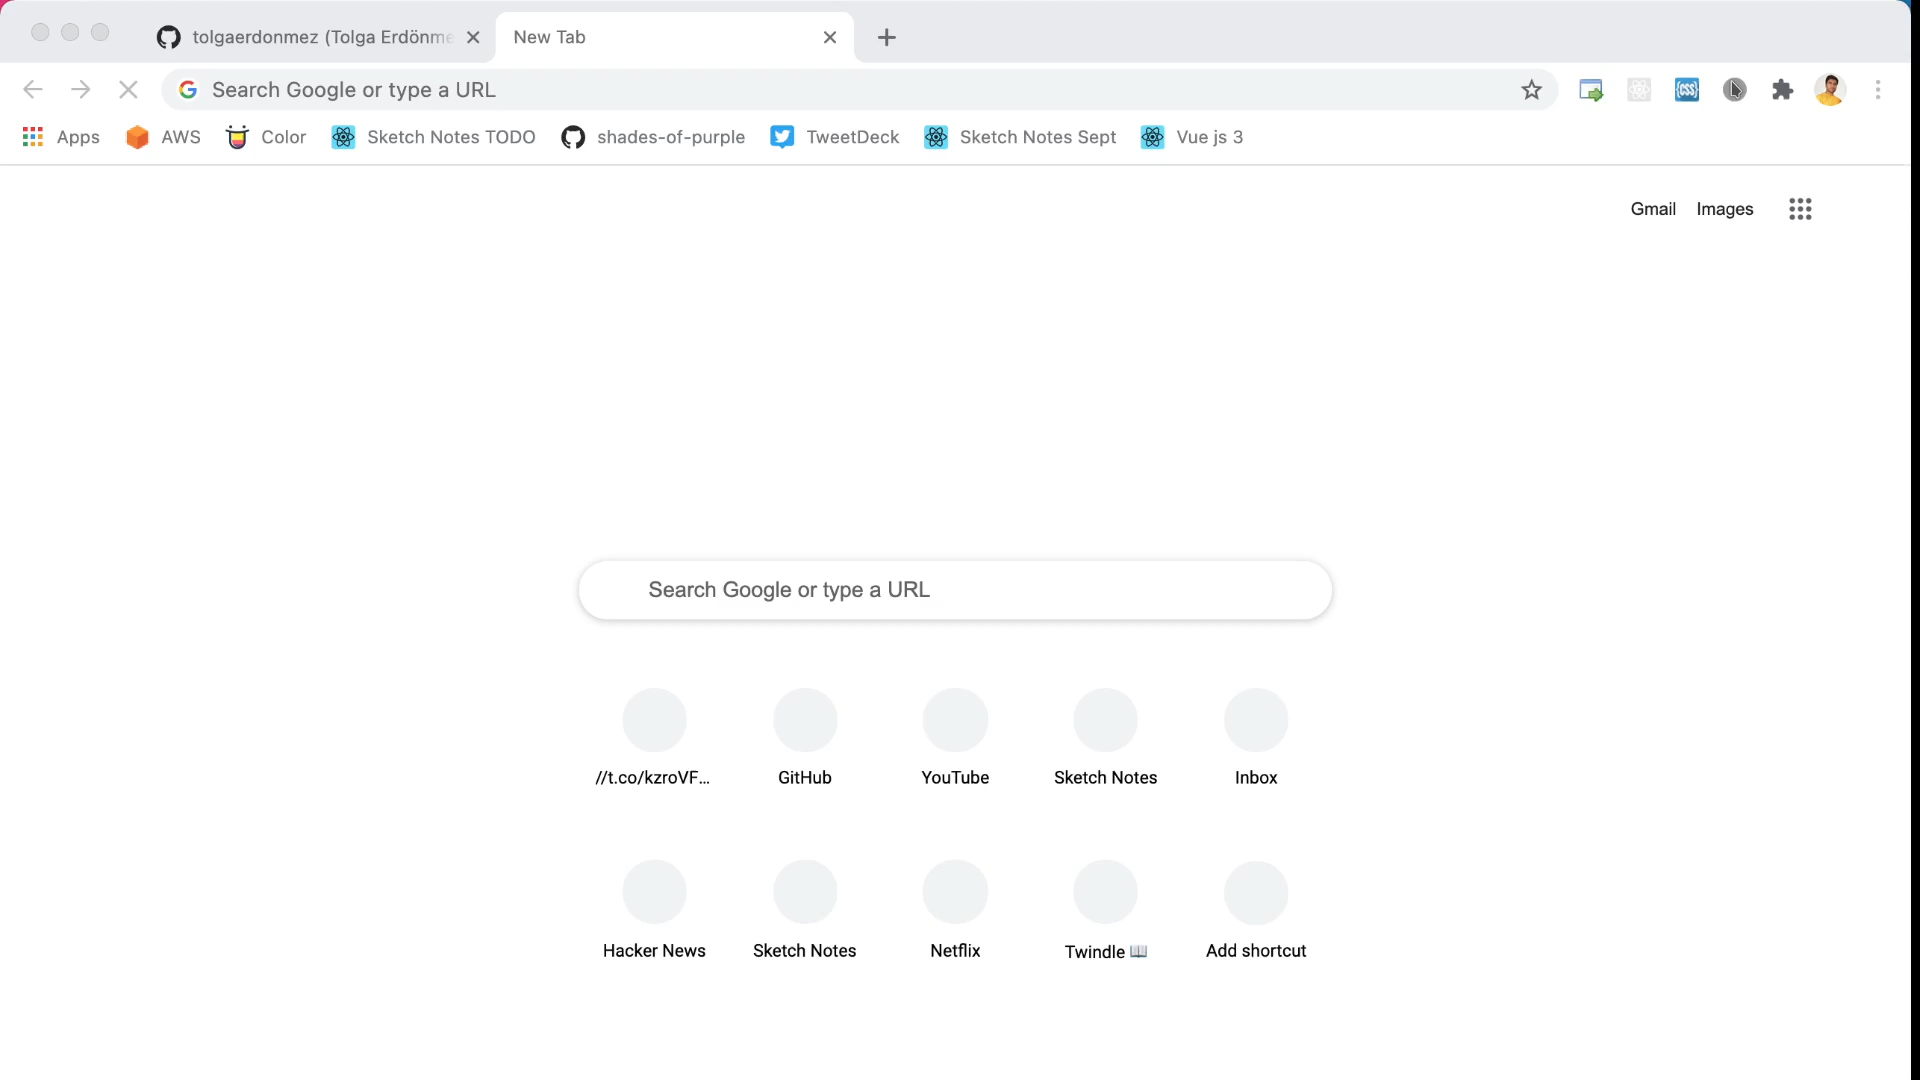 tolgaerdonmez (Tolga Erdönme
New Tab
Search Google or type a URL
{CSS}
Apps
AWS
Color
Sketch Notes TODO
shades-of-purple
TweetDeck
Sketch Notes Sept
Vue js 3
Gmail
Images
Search Google or type a URL
//t.co/kzroVF...
GitHub
YouTube
Sketch Notes
Inbox
Hacker News
Sketch Notes
Netflix
Twindle 📖
Add shortcut